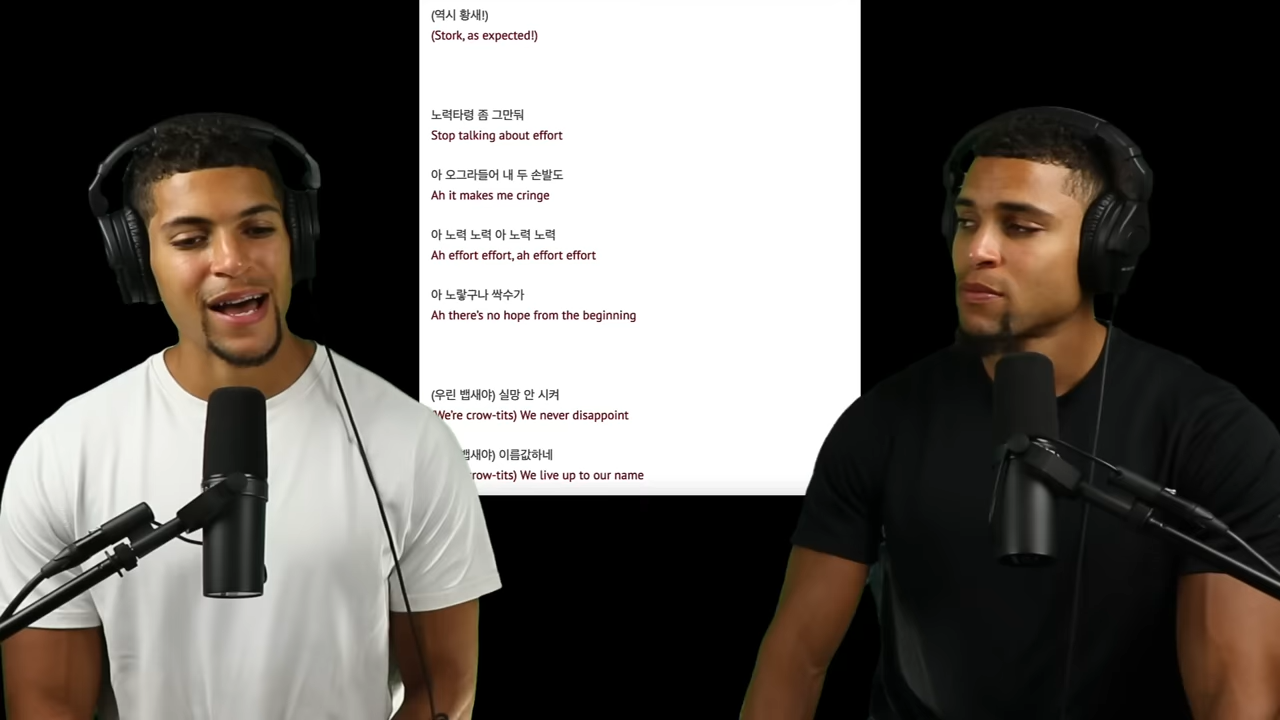 (역시 황새!)
(Stork, as expected!)
노력타령 좀 그만둬
Stop talking about effort
아 오그라들어 내 두 손발도
Ah it makes me cringe
아 노력 노력 아 노력 노력
Ah effort effort, ah effort effort
아 노랗구나 싹수가
Ah there's no hope from the beginning
(우린 뱁새야) 실망 안 시켜
We're crow-tits) We never disappoint
뱁새야) 이름값하네
crow-tits) We live up to our name